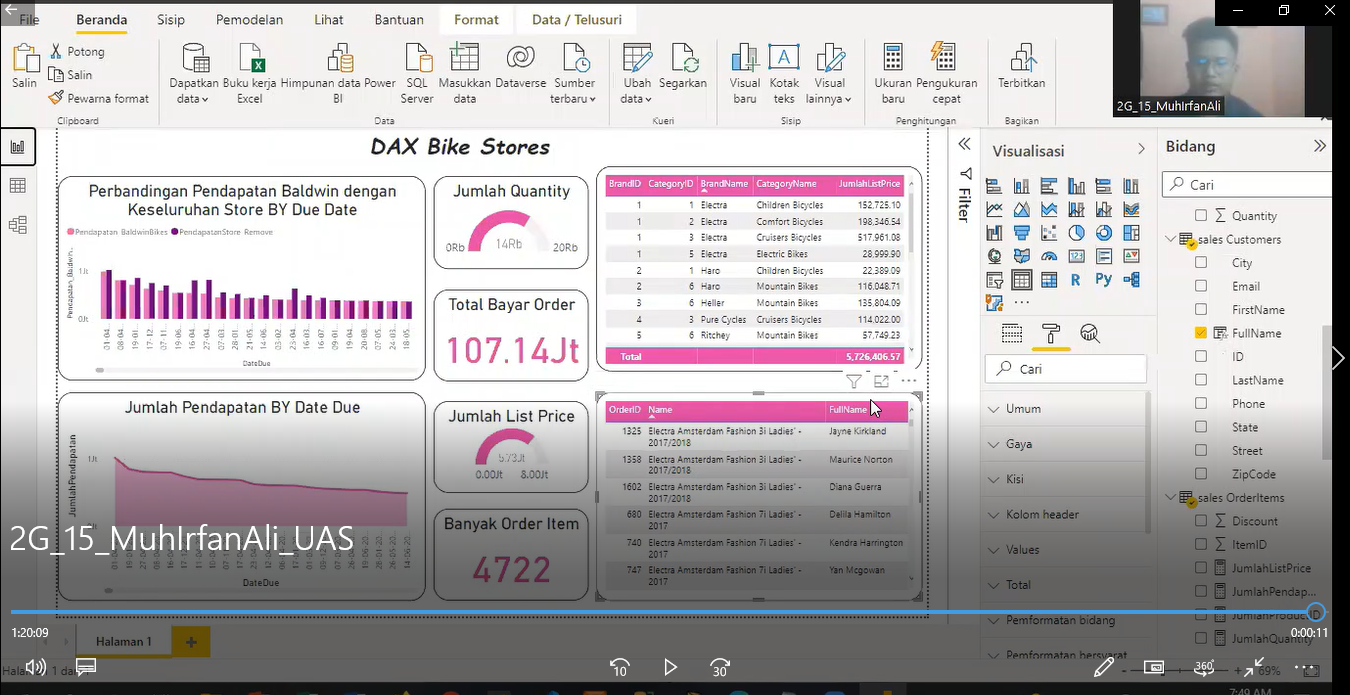 File Beranda Sisip Pemodelan Lihat Bantuan Format Data / Telusuri
Salin
Potong
Salin
Pewarna format
Clipboard
Dapatkan data
Buku kerja Excel
Himpunan data Power BI
SQL Server
Masukkan data
Dataverse
Sumber terbaru
Data
Ubah data
Segarkan
Kueri
Visual baru
Kotak teks
Visual lainnya
Sisip
Ukuran baru
Pengukuran cepat
Penghitungan
Terbitkan
Bagikan
2G_15_MuhIrfanAli
DAX Bike Stores
Perbandingan Pendapatan Baldwin dengan
Keseluruhan Store BY Due Date
Pendapatan BaldwinBikes PendapatanStore Remove
Pendapatan_Baldwin...
1Jt
0Jt
DateDue
Jumlah Quantity
14Rb
0Rb 20Rb
Total Bayar Order
107.14Jt
BrandID CategoryID BrandName CategoryName JumlahListPrice
1 1 Electra Children Bicycles 152,725.10
1 2 Electra Comfort Bicycles 198,346.54
1 3 Electra Cruisers Bicycles 517,961.08
1 5 Electra Electric Bikes 28,999.90
2 1 Haro Children Bicycles 22,389.09
2 6 Haro Mountain Bikes 116,048.71
3 6 Heller Mountain Bikes 135,804.09
4 3 Pure Cycles Cruisers Bicycles 114,022.00
5 6 Ritchey Mountain Bikes 57,749.23
Total 5,726,406.57
Jumlah Pendapatan BY Date Due
JumlahPendapatan
1Jt
DateDue
Jumlah List Price
5.73Jt
0.00Jt 8.00Jt
Banyak Order Item
4722
OrderID Name FullName
1325 Electra Amsterdam Fashion 3i Ladies' - Jayne Kirkland
2017/2018
1358 Electra Amsterdam Fashion 3i Ladies' - Maurice Norton
2017/2018
1602 Electra Amsterdam Fashion 3i Ladies' - Diana Guerra
2017/2018
680 Electra Amsterdam Fashion 7i Ladies' - Delila Hamilton
2017
740 Electra Amsterdam Fashion 7i Ladies' - Kendra Harrington
2017
747 Electra Amsterdam Fashion 7i Ladies' - Yan Mcgowan
2017
Filter
Visualisasi
R Py
Cari
Umum
Gaya
Kisi
Kolom header
Values
Total
Pemformatan bidang
Pemformatan bersyarat
Bidang
Cari
Quantity
sales Customers
City
Email
FirstName
FullName
ID
LastName
Phone
State
Street
ZipCode
sales OrderItems
Discount
ItemID
JumlahListPrice
JumlahPendap...
JumlahProductID
JumlahQuantity
2G_15_MuhIrfanAli_UAS
1:20:09
0:00:11
Halaman 1
10
30
360°
69%
7:49 AM